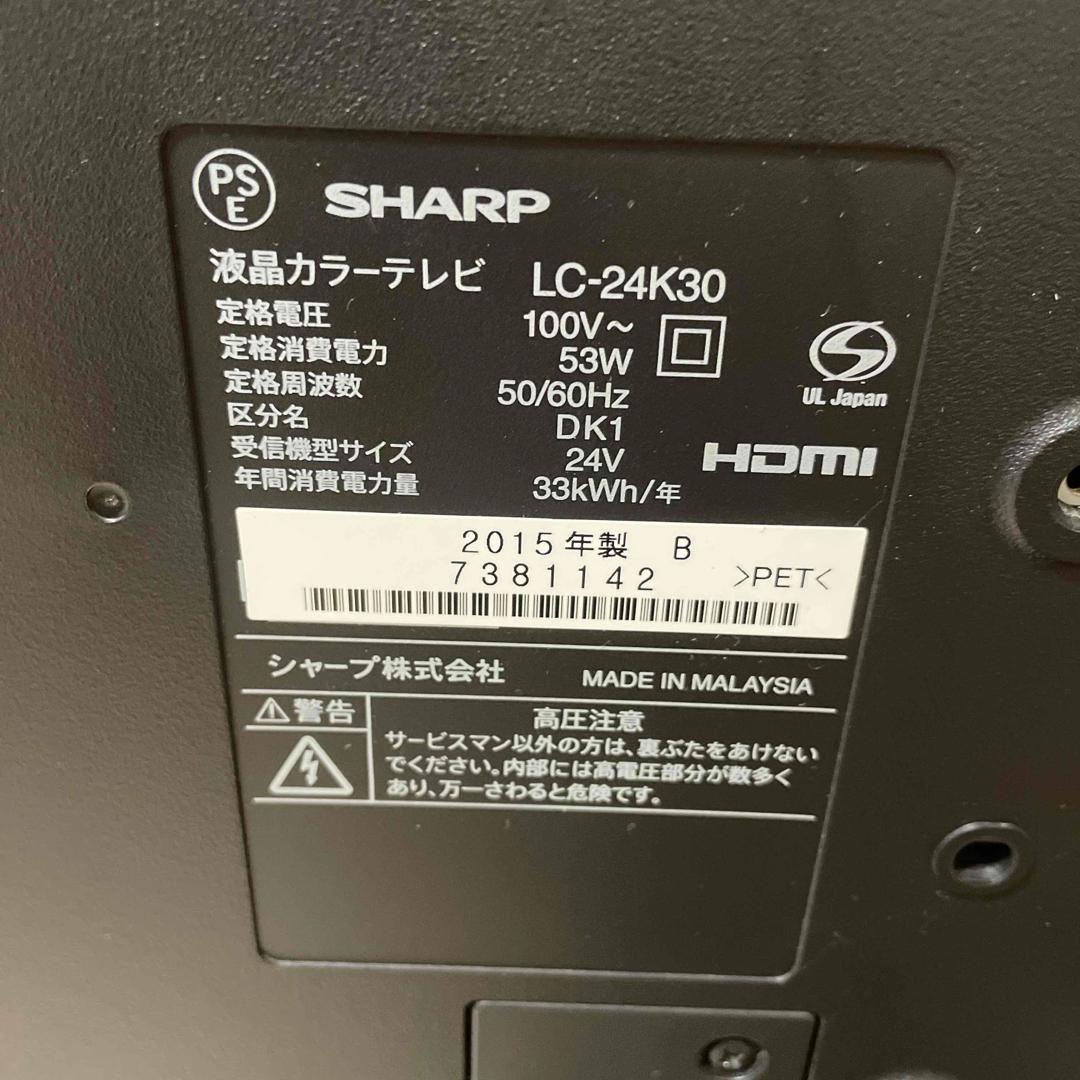 PS
E
SHARP
液晶カラーテレビ LC-24K30
定格電圧 100V～
定格消費電力 53W
定格周波数 50/60Hz
区分名 DK1
受信機型サイズ 24V
年間消費電力量 33kWh/年
UL Japan
HDMI
2015年製 B
7381142 >PET<
シャープ株式会社 MADE IN MALAYSIA
⚠警告 高圧注意
サービスマン以外の方は、裏ぶたをあけない
でください。内部には高電圧部分が数多く
あり、万一さわると危険です。